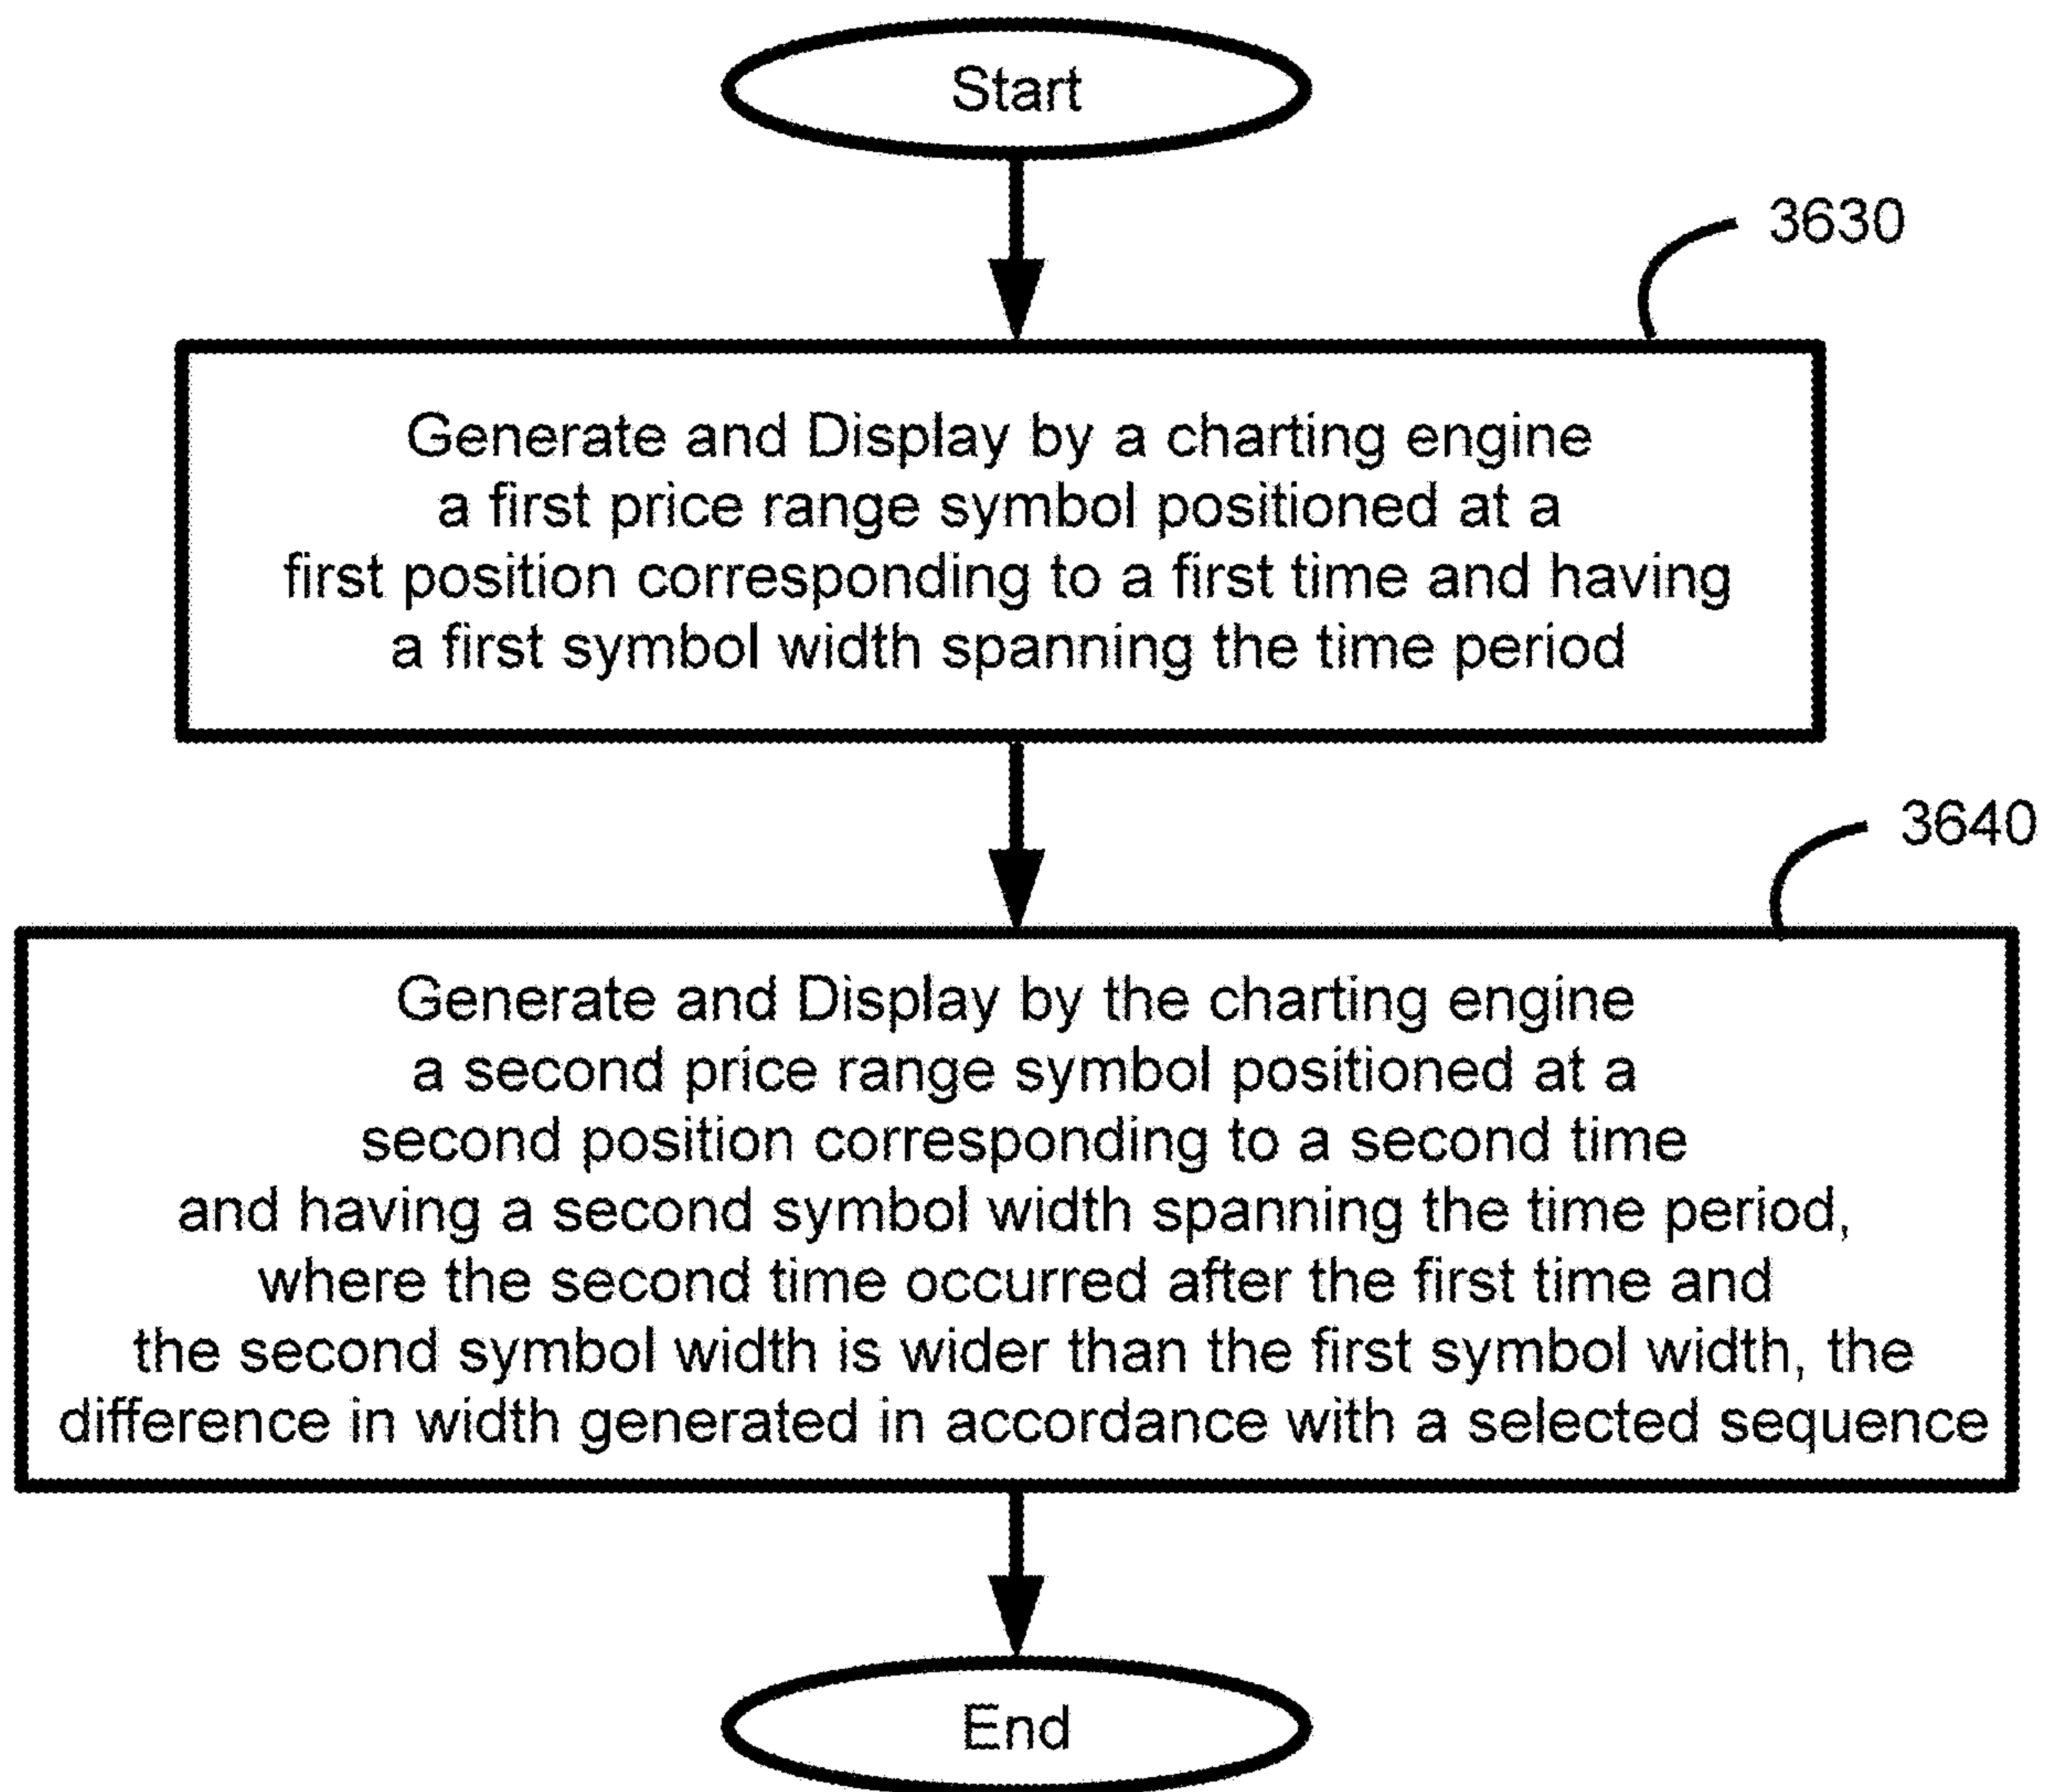 Start
3630
Generate and Display by a charting engine
a first price range symbol positioned at a
first position corresponding to a first time and having
a first symbol width spanning the time period
3640
Generate and Display by the charting engine
a second price range symbol positioned at a
second position corresponding to a second time
and having a second symbol width spanning the time period,
where the second time occurred after the first time and
the second symbol width is wider than the first symbol width, the
difference in width generated in accordance with a selected sequence
End